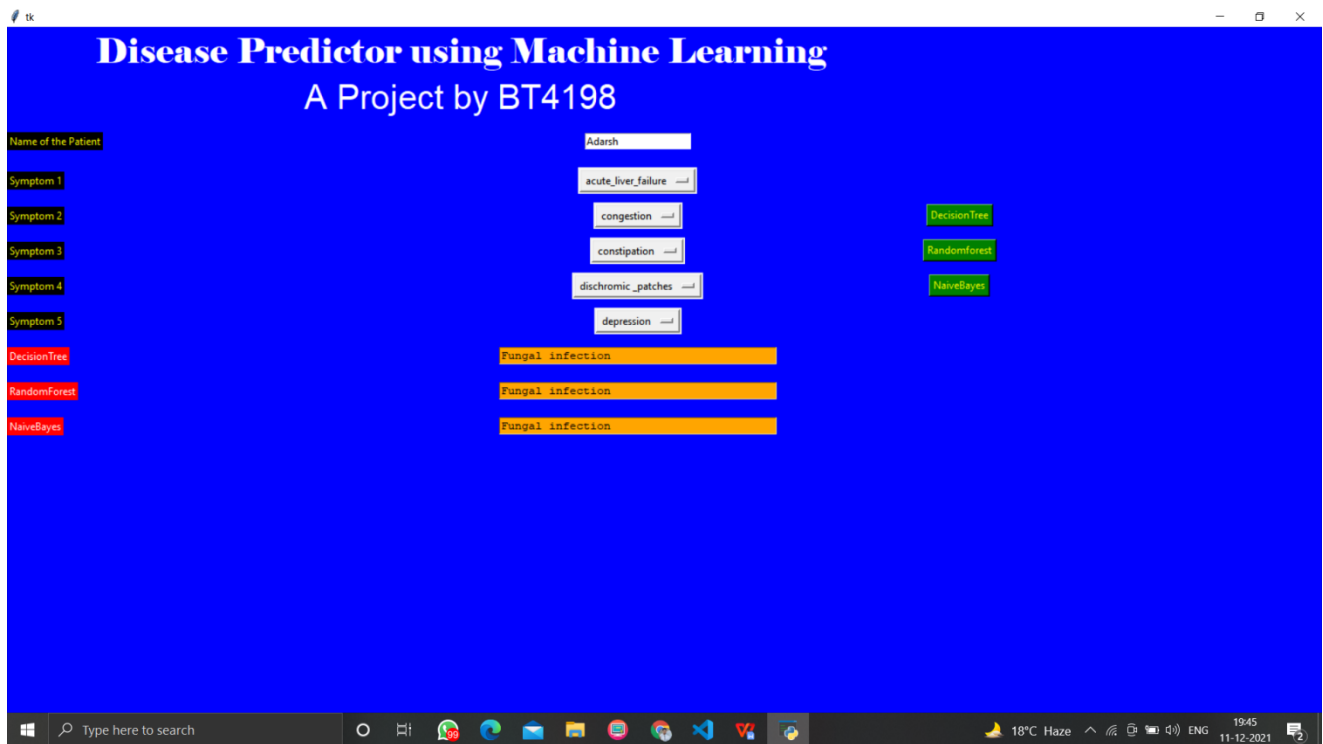 tk
Disease Predictor using Machine Learning
A Project by BT4198
Name of the Patient Adarsh
Symptom 1 acute_liver_failure
Symptom 2 congestion DecisionTree
Symptom 3 constipation Randomforest
Symptom 4 dischromic _patches NaiveBayes
Symptom 5 depression
DecisionTree Fungal infection
RandomForest Fungal infection
NaiveBayes Fungal infection
Type here to search 99 18°C Haze ENG 19:45
11-12-2021 2